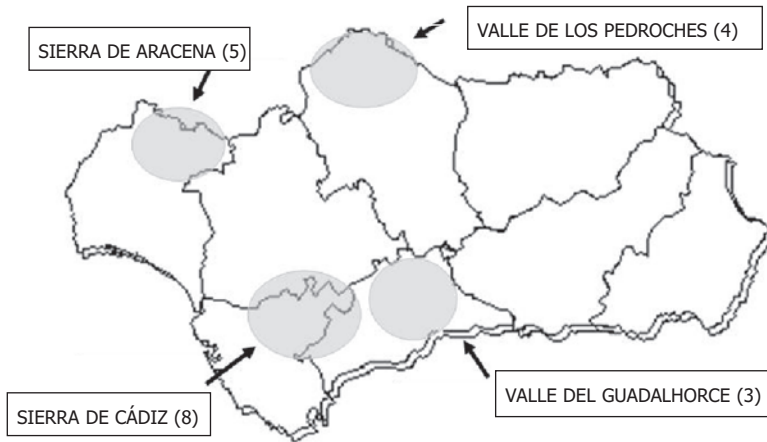 VALLE DE LOS PEDROCHES (4)
SIERRA DE ARACENA (5)
VALLE DEL GUADALHORCE (3)
SIERRA DE CÁDIZ (8)